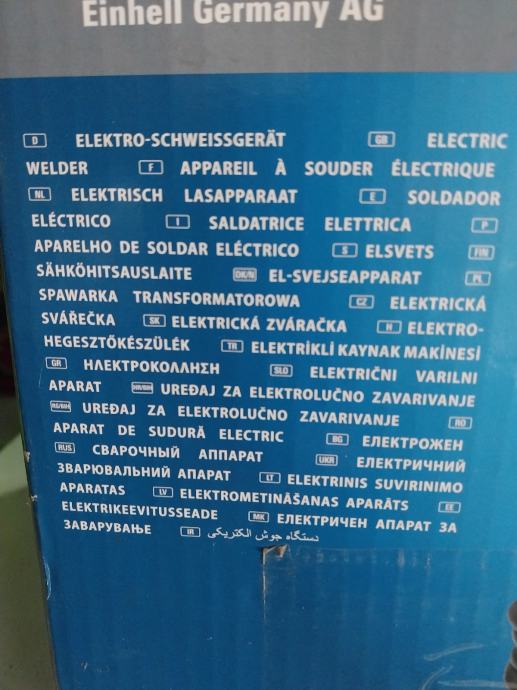 Einhell Germany AG
D ELEKTRO-SCHWEISSGERÄT GB ELECTRIC
WELDER F APPAREIL À SOUDER ÉLECTRIQUE
NL ELEKTRISCH LASAPPARAAT E SOLDADOR
ELÉCTRICO I SALDATRICE ELETTRICA P
APARELHO DE SOLDAR ELÉCTRICO S ELSVETS FIN
SÄHKÖHITSAUSLAITE DK/N EL-SVEJSEAPPARAT PL
SPAWARKA TRANSFORMATOROWA CZ ELEKTRICKÁ
SVÁŘEČKA SK ELEKTRICKÁ ZVÁRAČKA H ELEKTRO-
HEGESZTŐKÉSZÜLÉK TR ELEKTRİKLİ KAYNAK MAKİNESİ
GR ΗΛΕΚΤΡΟΚΟΛΛΗΣΗ SLO ELEKTRIČNI VARILNI
APARAT HR/BIH UREĐAJ ZA ELEKTROLUČNO ZAVARIVANJE
RS/BIH UREĐAJ ZA ELEKTROLUČNO ZAVARIVANJE RO
APARAT DE SUDURĂ ELECTRIC BG ЕЛЕКТРОЖЕН
RUS СВАРОЧНЫЙ АППАРАТ UKR ЕЛЕКТРИЧНИЙ
ЗВАРЮВАЛЬНИЙ АПАРАТ LT ELEKTRINIS SUVIRINIMO
APARATAS LV ELEKTROMETINĀŠANAS APARĀTS EE
ELEKTRIKEEVITUSSEADE MK ЕЛЕКТРИЧЕН АПАРАТ ЗА
ЗАВАРУВАЊЕ IR دستگاه جوش الکتریکی